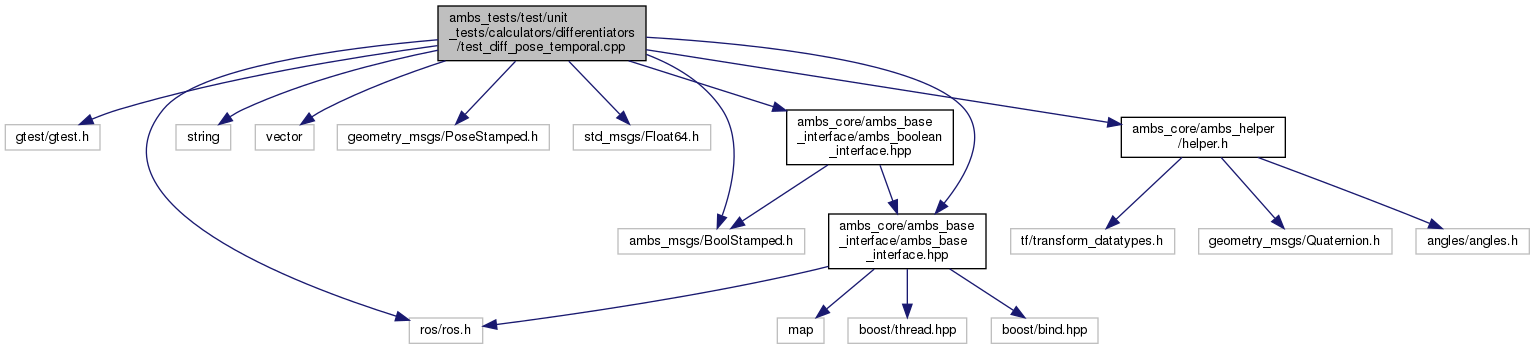 ambs_tests/test/unit
_tests/calculators/differentiators
/test_diff_pose_temporal.cpp
gtest/gtest.h
string
vector
geometry_msgs/PoseStamped.h
std_msgs/Float64.h
ambs_core/ambs_base
_interface/ambs_boolean
_interface.hpp
ambs_core/ambs_helper
/helper.h
ambs_msgs/BoolStamped.h
ambs_core/ambs_base
_interface/ambs_base
_interface.hpp
tf/transform_datatypes.h
geometry_msgs/Quaternion.h
angles/angles.h
ros/ros.h
map
boost/thread.hpp
boost/bind.hpp